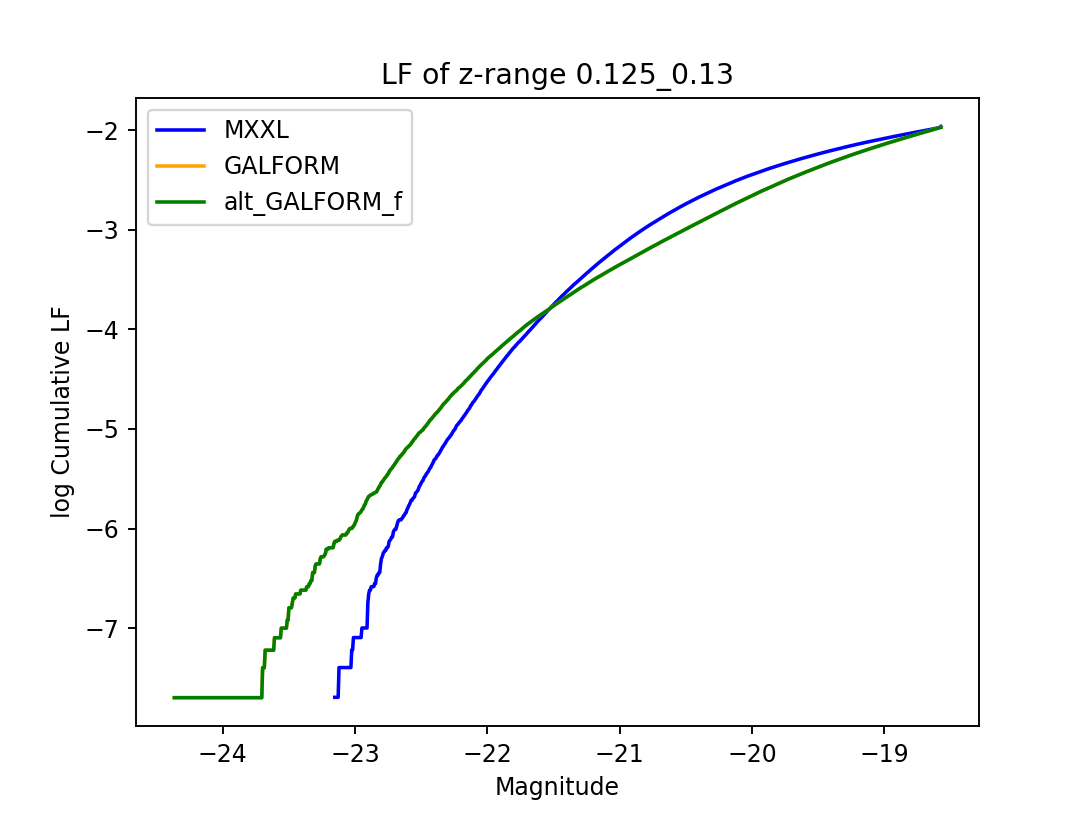 LF of z-range 0.125_0.13
MXXL
GALFORM
alt_GALFORM_f
log Cumulative LF
−2
−3
−4
−5
−6
−7
−24
−23
−22
−21
−20
−19
Magnitude